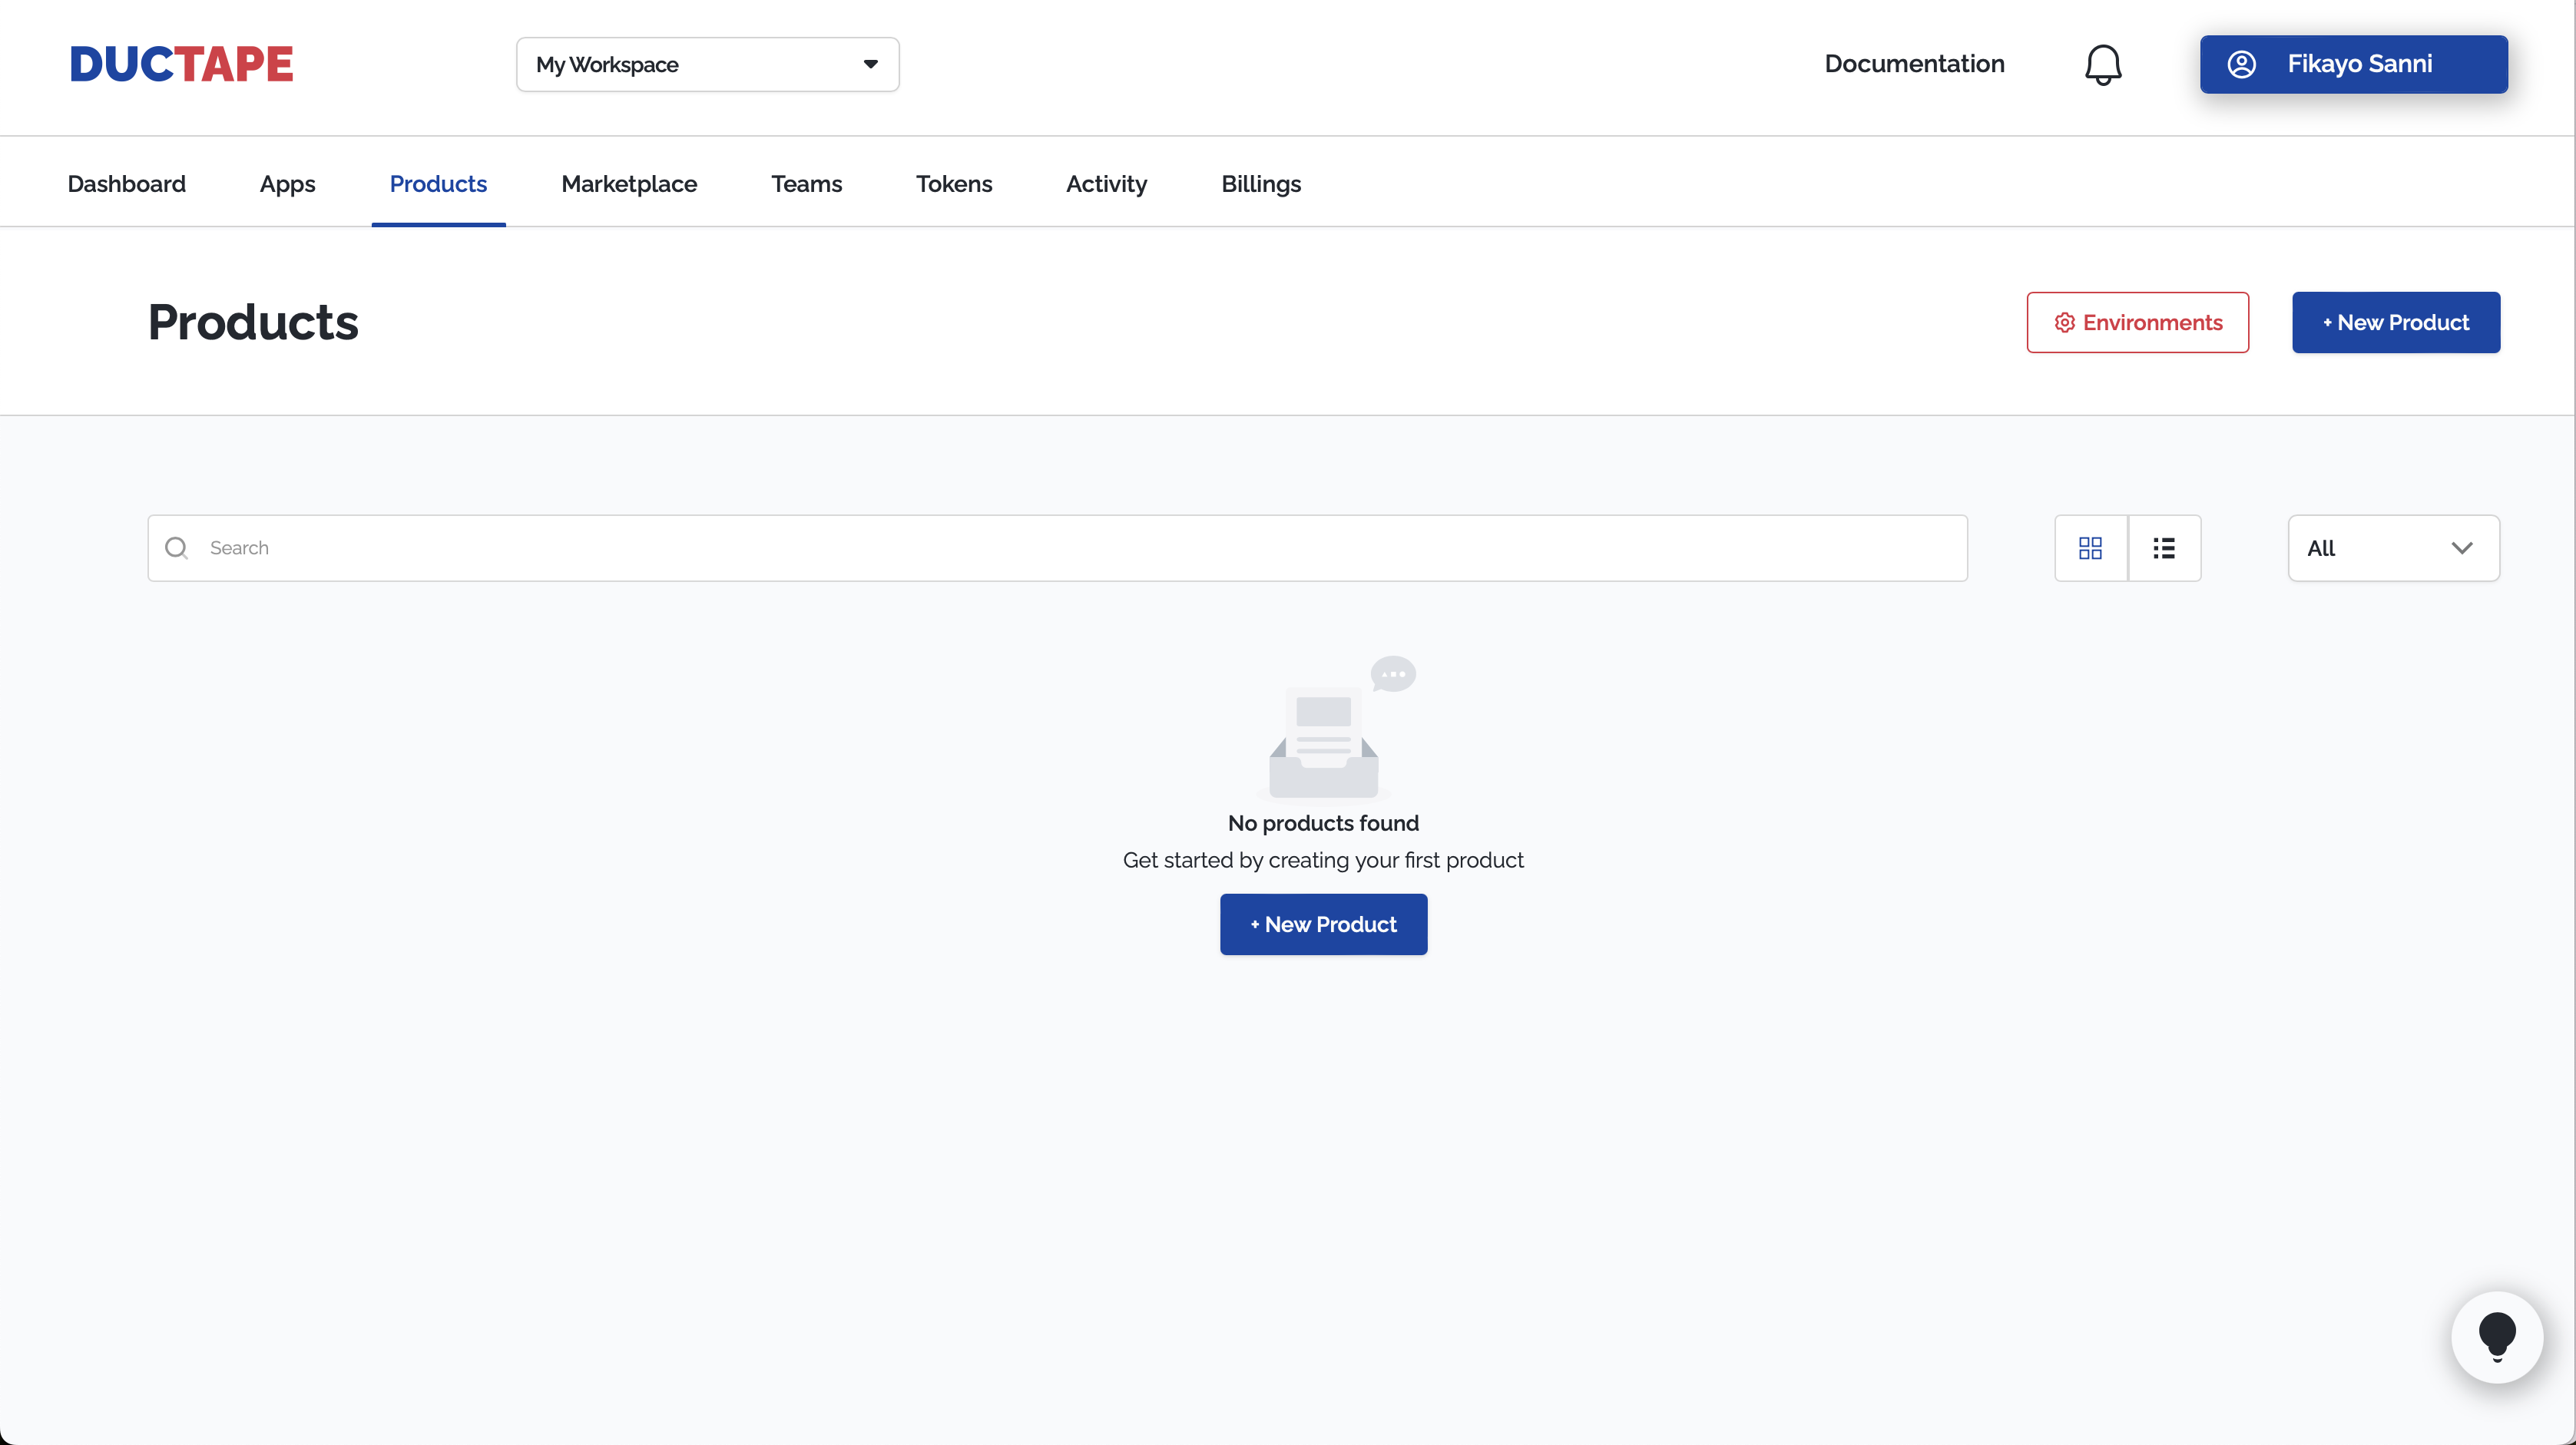 DUCTAPE
My Workspace
Documentation
Fikayo Sanni
Dashboard
Apps
Products
Marketplace
Teams
Tokens
Activity
Billings
Products
Environments
+ New Product
Search
All
No products found
Get started by creating your first product
+ New Product